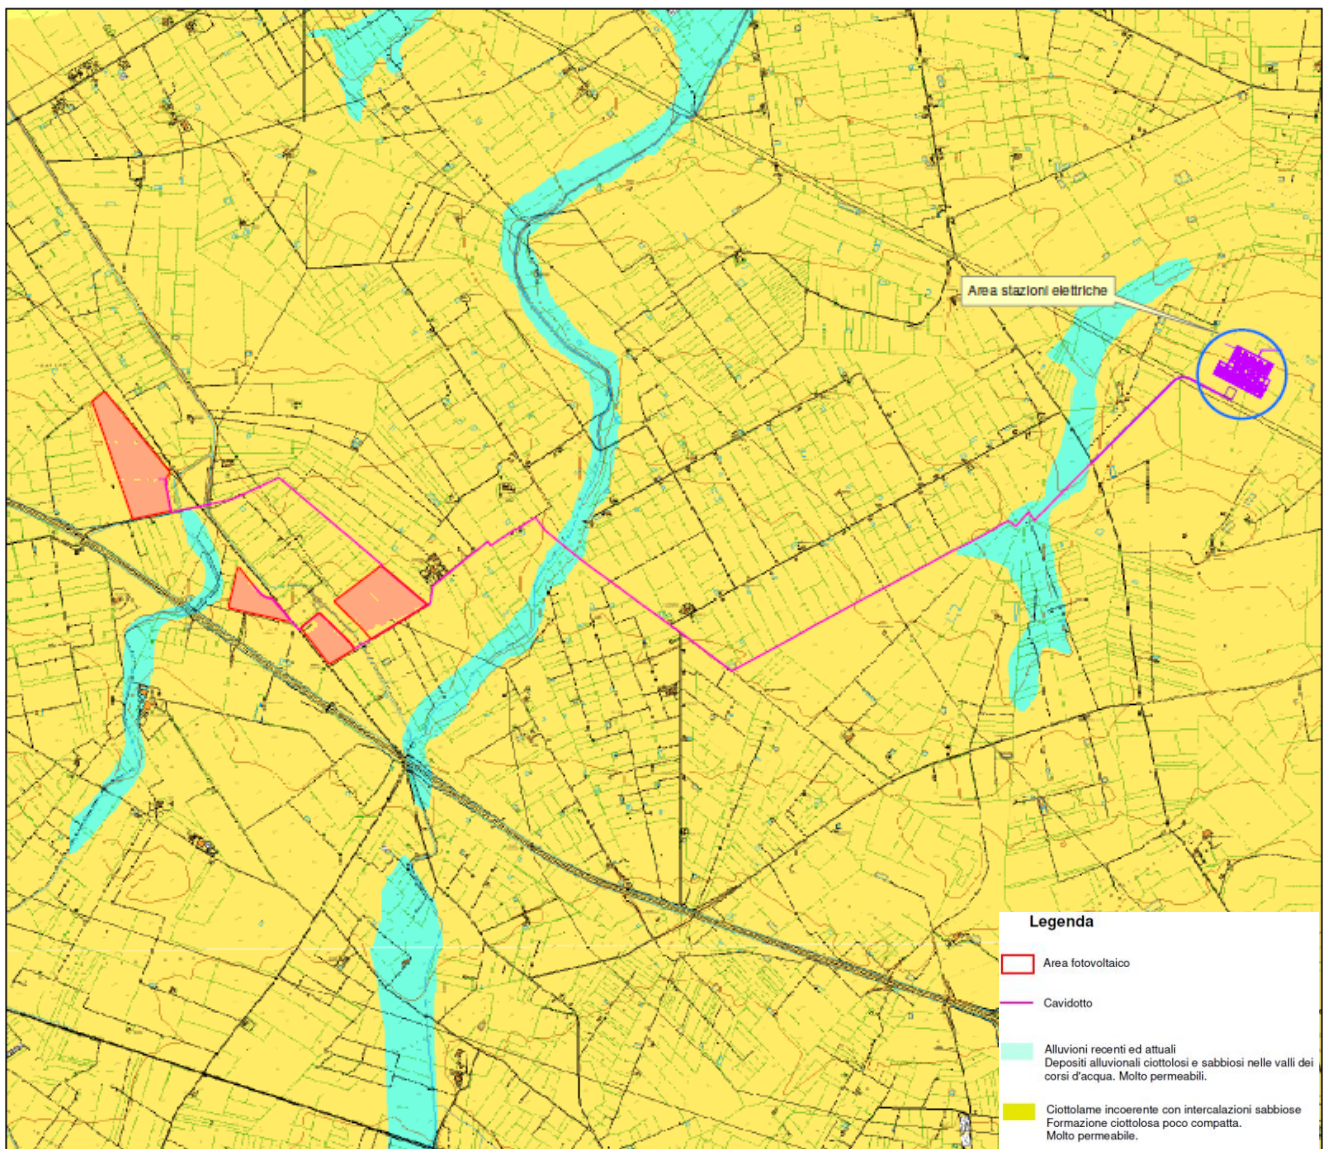 Area stazioni elettriche
Legenda
Area fotovoltaico
Cavidotto
Alluvioni recenti ed attuali
Depositi alluvionali ciottolosi e sabbiosi nelle valli dei
corsi d'acqua. Molto permeabili.
Ciottolame incoerente con intercalazioni sabbiose
Formazione ciottolosa poco compatta.
Molto permeabile.